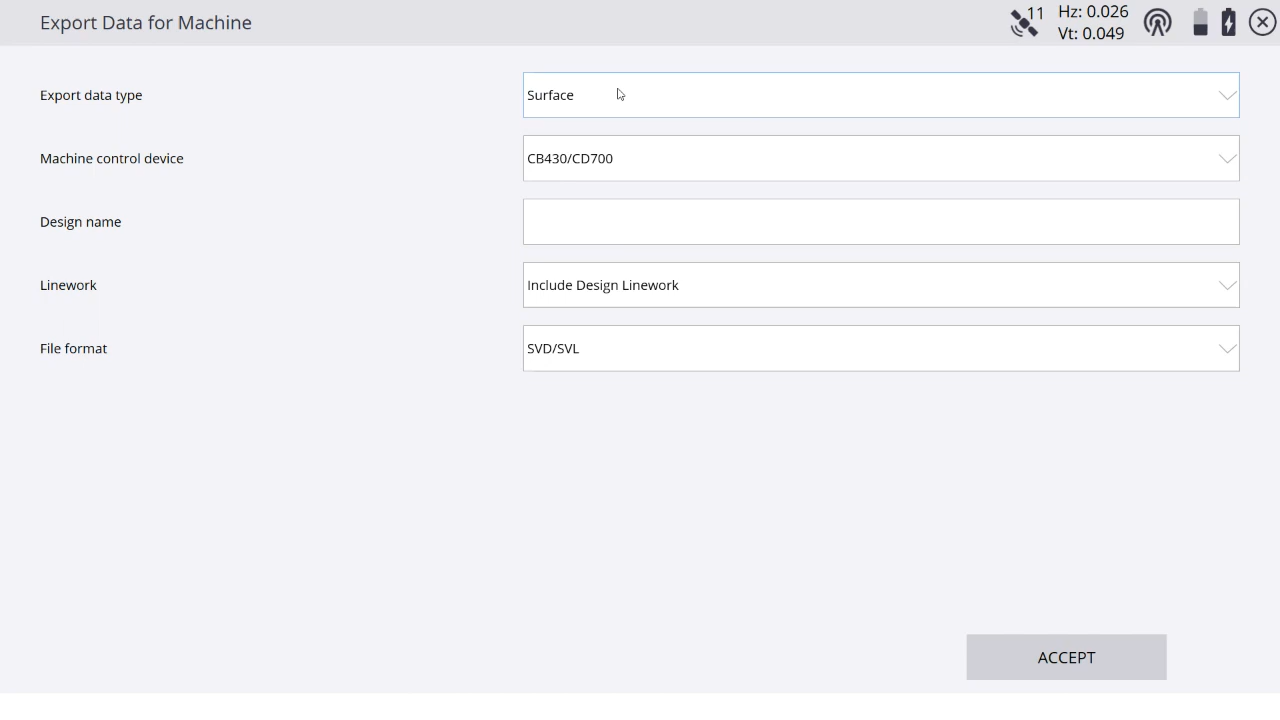 Export Data for Machine
11
Hz: 0.026
Vt: 0.049
Export data type
Surface
Machine control device
CB430/CD700
Design name
Linework
Include Design Linework
File format
SVD/SVL
ACCEPT